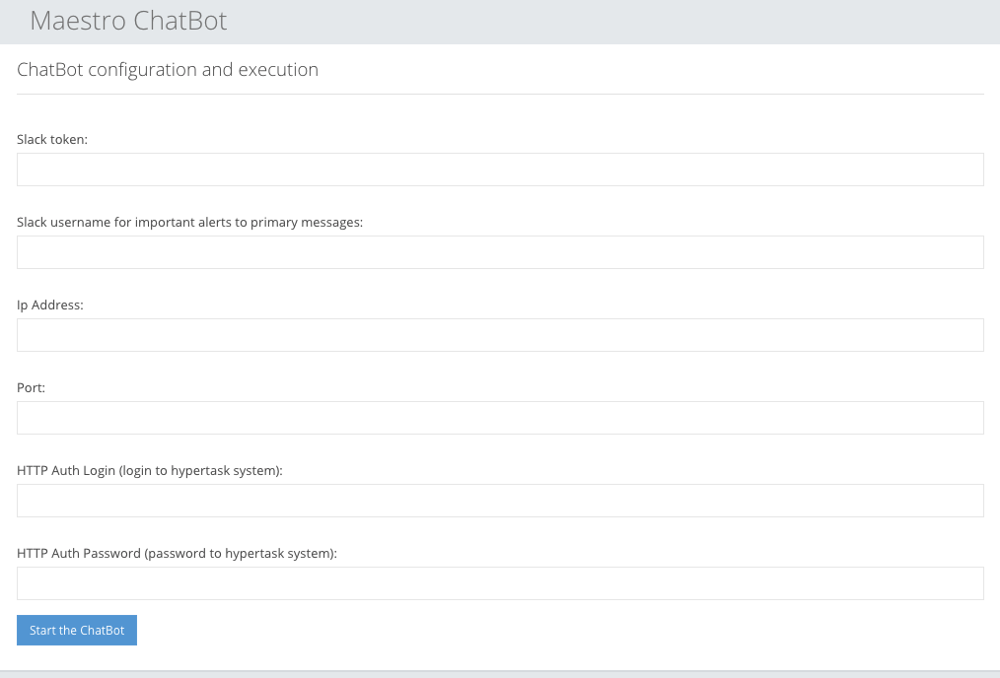 Maestro ChatBot
ChatBot configuration and execution
Slack token:
Slack username for important alerts to primary messages:
Ip Address:
Port:
HTTP Auth Login (login to hypertask system):
HTTP Auth Password (password to hypertask system):
Start the ChatBot